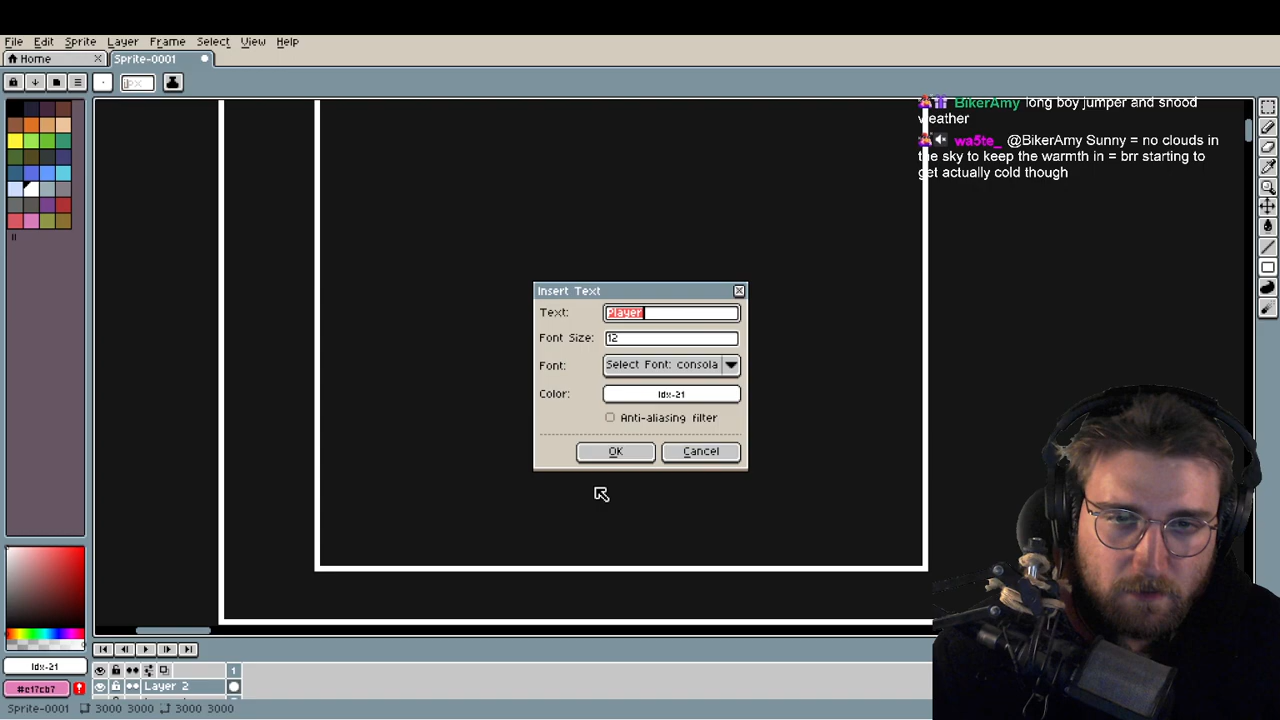 File Edit Sprite Layer Frame Select View Help
Home
Sprite-0001
BikerAmy long boy jumper and snood
weather
wa5te_ @BikerAmy Sunny = no clouds in
the sky to keep the warmth in = brr starting to
get actually cold though
Insert Text
Text: Player
Font Size: 12
Font: Select Font: consola
Color: Idx-21
Anti-aliasing filter
OK Cancel
1
Idx-21
Layer 2
Sprite-0001 3000 3000 3000 3000